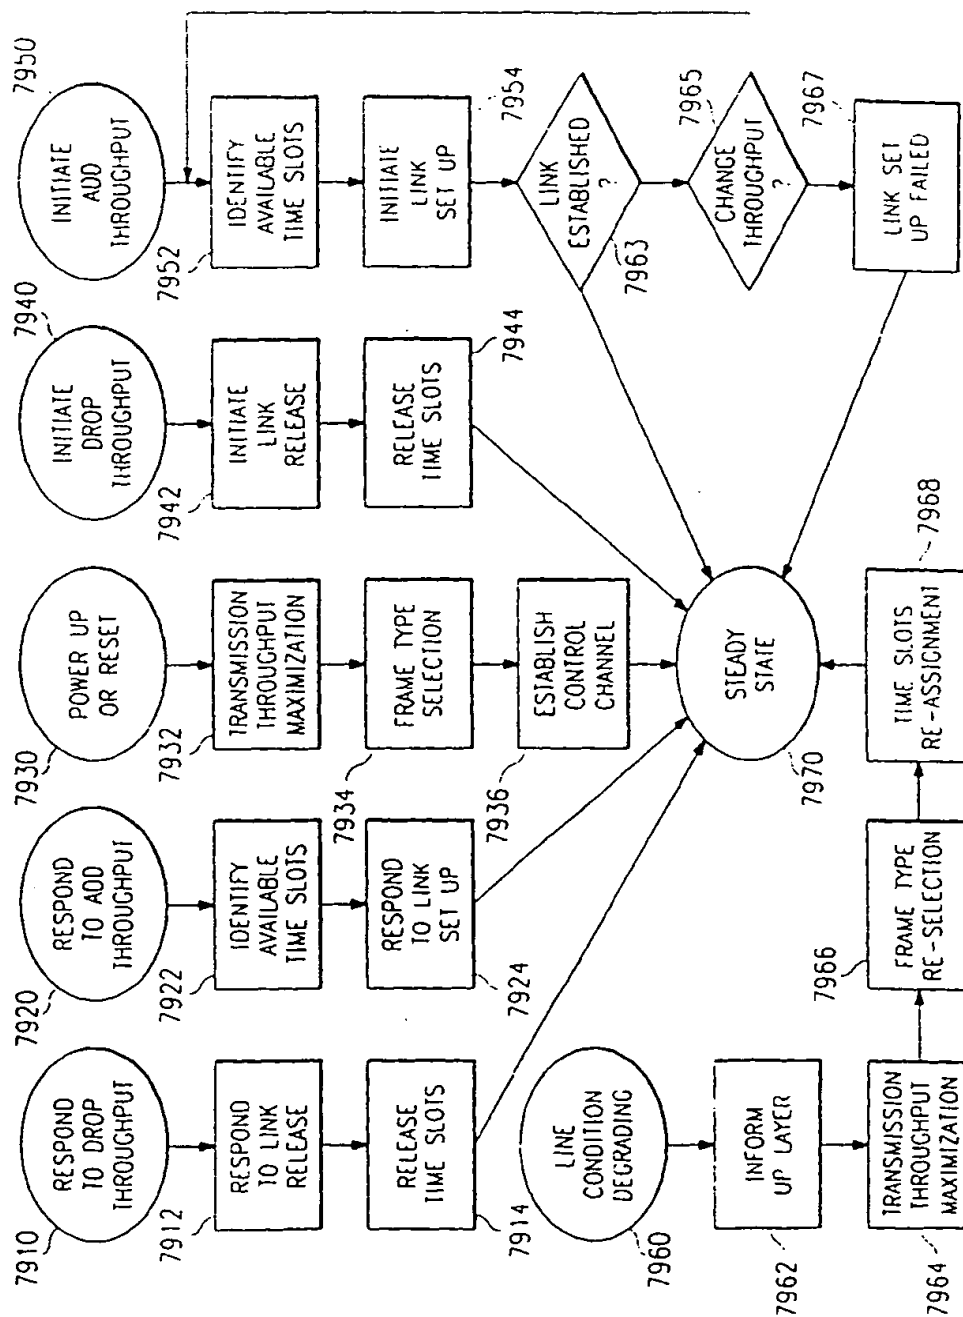 7910
RESPOND
TO DROP
THROUGHPUT
7912
RESPOND
TO LINK
RELEASE
RELEASE
TIME SLOTS
7914
7920
RESPOND
TO ADD
THROUGHPUT
7922
IDENTIFY
AVAILABLE
TIME SLOTS
RESPOND
TO LINK
SET UP
7924
7930
POWER UP
OR RESET
7932
TRANSMISSION
THROUGHPUT
MAXIMIZATION
7934
FRAME TYPE
SELECTION
7936
ESTABLISH
CONTROL
CHANNEL
7940
INITIATE
DROP
THROUGHPUT
7942
INITIATE
LINK
RELEASE
RELEASE
TIME SLOTS
7944
7950
INITIATE
ADD
THROUGHPUT
7952
IDENTIFY
AVAILABLE
TIME SLOTS
INITIATE
LINK
SET UP
7954
LINK
ESTABLISHED
?
7963
CHANGE
THROUGHPUT
?
7965
LINK SET
UP FAILED
7967
LINE
CONDITION
DEGRADING
7960
INFORM
UP LAYER
7962
TRANSMISSION
THROUGHPUT
MAXIMIZATION
7964
7966
FRAME TYPE
RE-SELECTION
TIME SLOTS
RE-ASSIGNMENT
7968
STEADY
STATE
7970